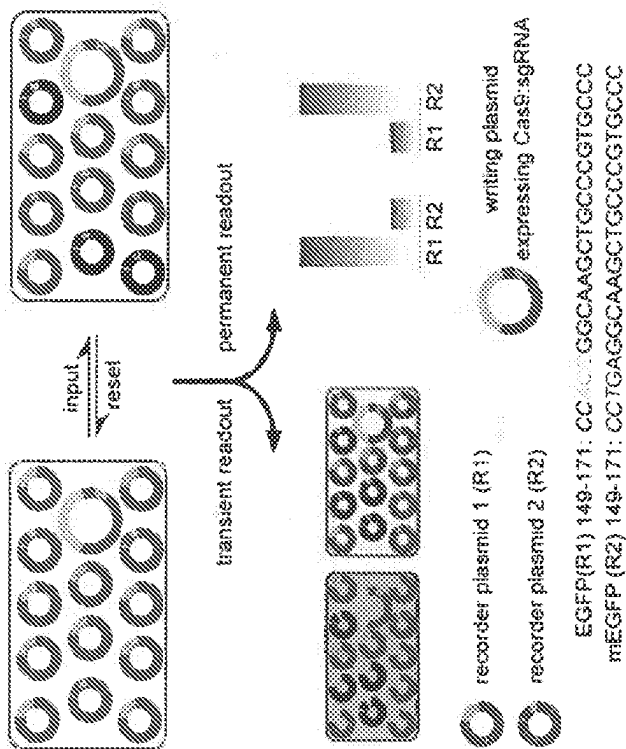 input
reset
transient readout
permanent readout
R1 R2
R1 R2
recorder plasmid 1 (R1)
recorder plasmid 2 (R2)
writing plasmid
expressing Cas9:sgRNA
EGFP(R1) 149-171: CC GGCAAGCTGCCCGTGCCC
mEGFP (R2) 149-171: CCTGAGGCAAGCTGCCCGTGCCC